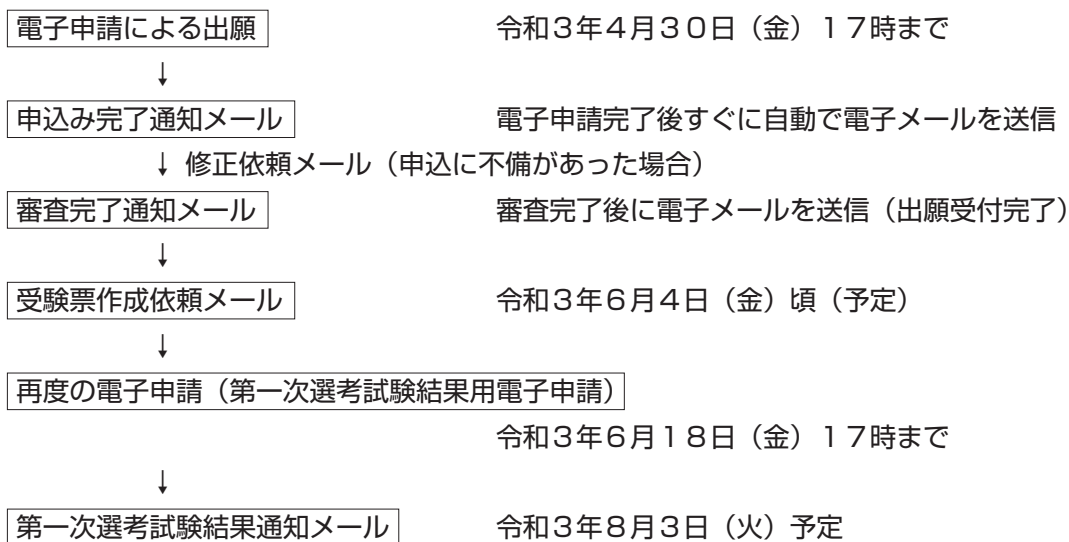 電子申請による出願 令和３年４月３０日（金）１７時まで
↓
申込み完了通知メール 電子申請完了後すぐに自動で電子メールを送信
↓ 修正依頼メール（申込に不備があった場合）
審査完了通知メール 審査完了後に電子メールを送信（出願受付完了）
↓
受験票作成依頼メール 令和３年６月４日（金）頃（予定）
↓
再度の電子申請（第一次選考試験結果用電子申請）
令和３年６月１８日（金）１７時まで
↓
第一次選考試験結果通知メール 令和３年８月３日（火）予定